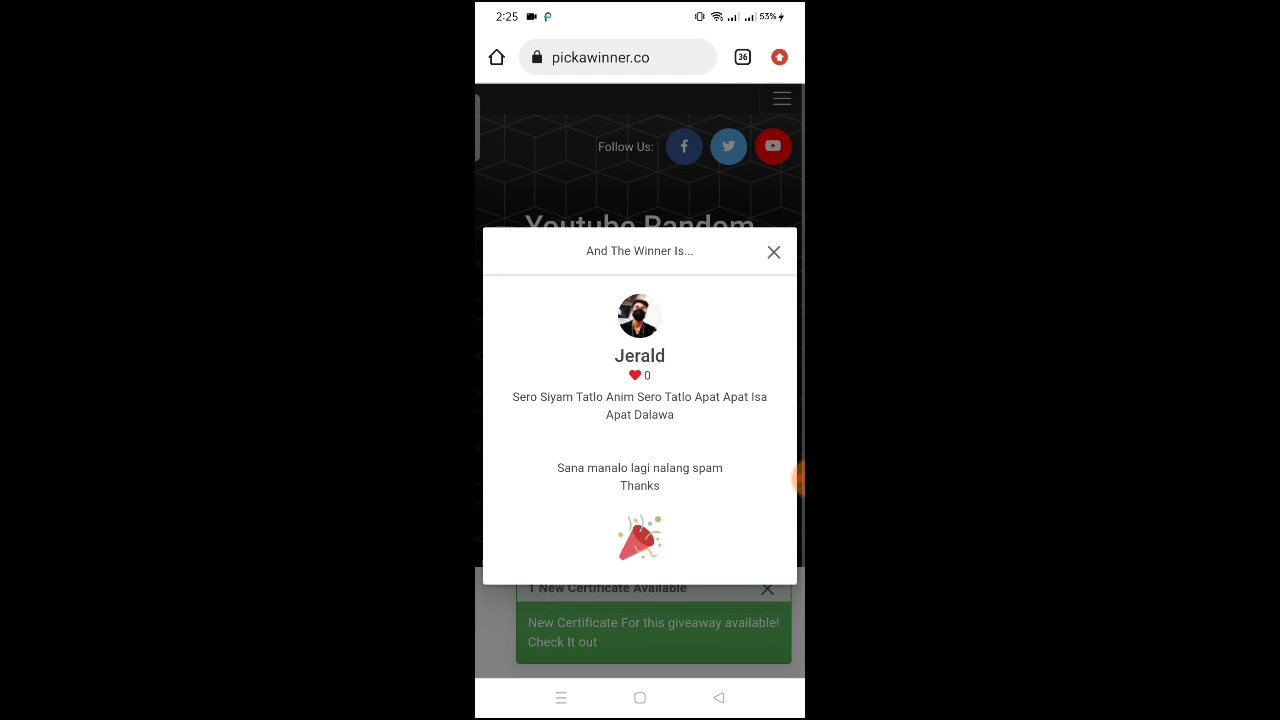 2:25
53%
pickawinner.co
36
Follow Us:
Youtube Random
And The Winner Is...
Jerald
0
Sero Siyam Tatlo Anim Sero Tatlo Apat Apat Isa
Apat Dalawa
Sana manalo lagi nalang spam
Thanks
1 New Certificate Available
New Certificate For this giveaway available!
Check It out